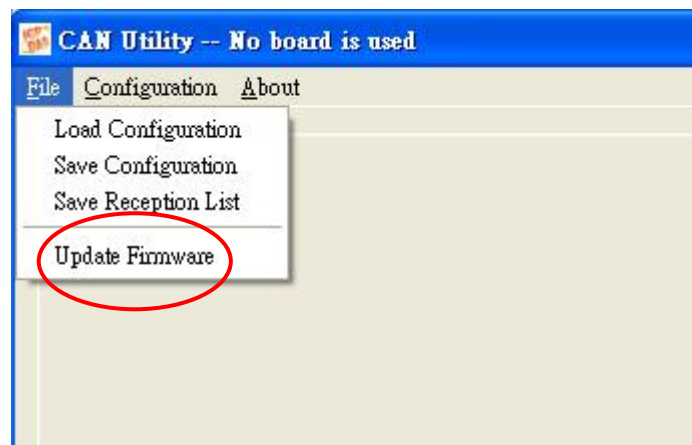 CAN Utility -- No board is used
File Configuration About
Load Configuration
Save Configuration
Save Reception List
Update Firmware